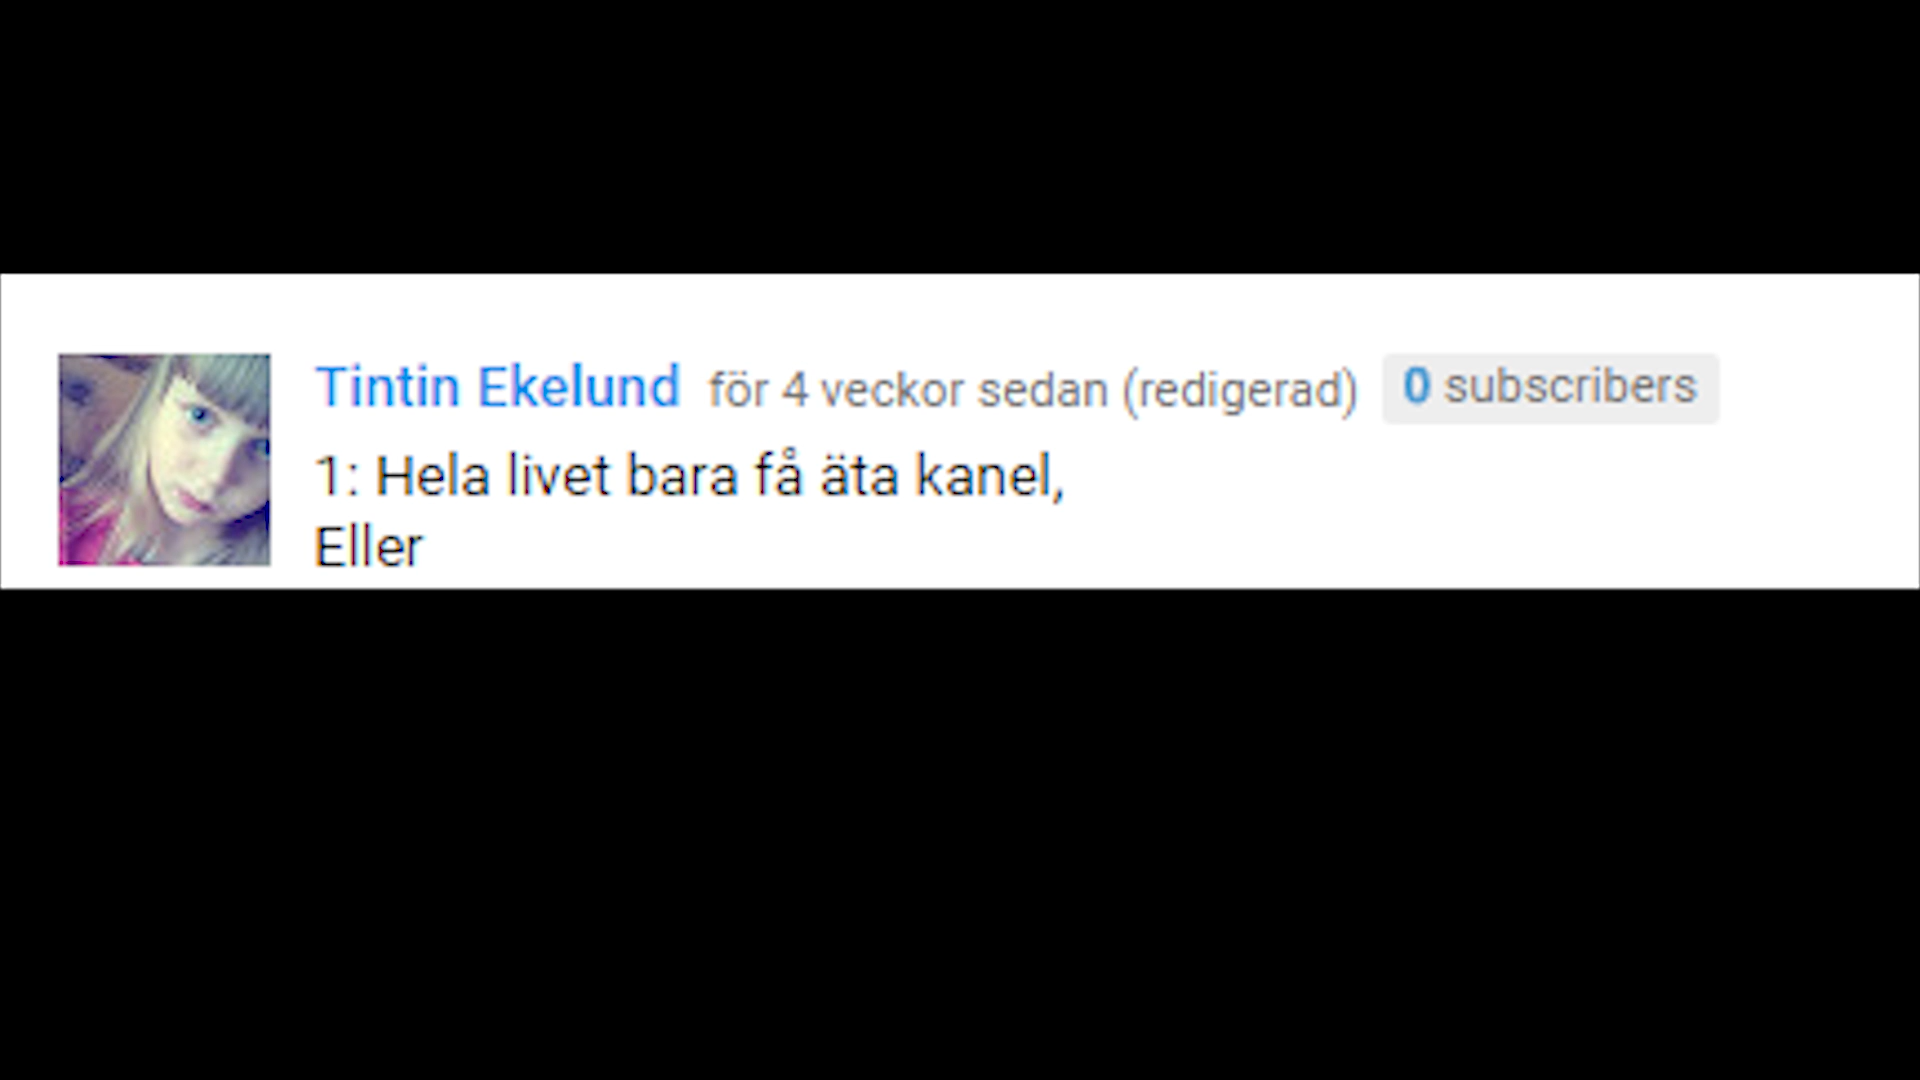 Tintin Ekelund för 4 veckor sedan (redigerad) 0 subscribers
1: Hela livet bara få äta kanel,
Eller